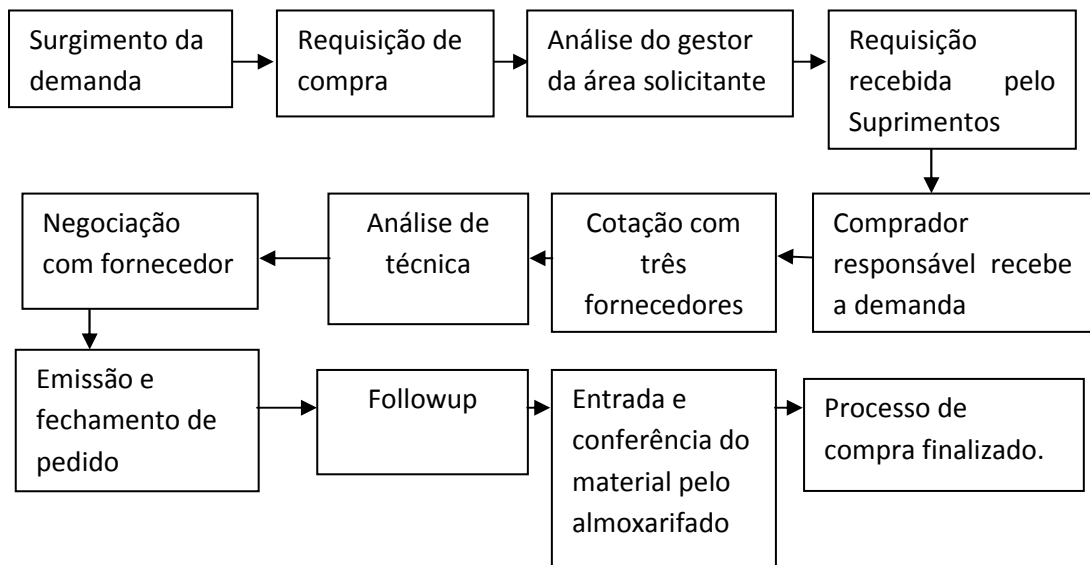 Surgimento da
demanda
Requisição de
compra
Análise do gestor
da área solicitante
Requisição
recebida pelo
Suprimentos
Comprador
responsável recebe
a demanda
Cotação com
três
fornecedores
Análise de
técnica
Negociação
com fornecedor
Emissão e
fechamento de
pedido
Followup
Entrada e
conferência do
material pelo
almoxarifado
Processo de
compra finalizado.